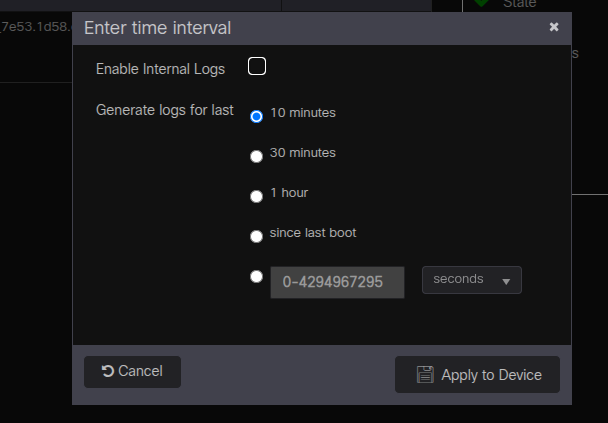 State
Enter time interval
_7e53.1d58.
Enable Internal Logs
Generate logs for last
10 minutes
30 minutes
1 hour
since last boot
0-4294967295
seconds
Cancel
Apply to Device